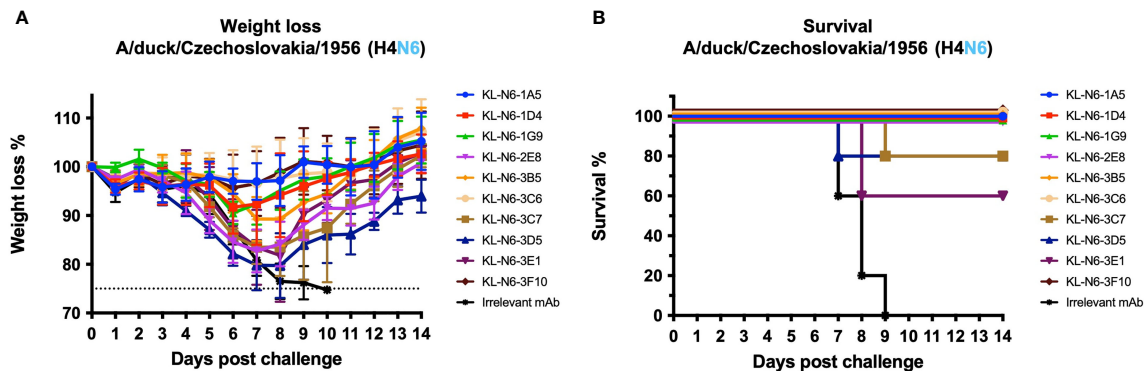 A
Weight loss
A/duck/Czechoslovakia/1956 (H4N6)
Weight loss %
110
100
90
80
70
0 1 2 3 4 5 6 7 8 9 10 11 12 13 14
Days post challenge
KL-N6-1A5
KL-N6-1D4
KL-N6-1G9
KL-N6-2E8
KL-N6-3B5
KL-N6-3C6
KL-N6-3C7
KL-N6-3D5
KL-N6-3E1
KL-N6-3F10
Irrelevant mAb
B
Survival
A/duck/Czechoslovakia/1956 (H4N6)
Survival %
100
80
60
40
20
0
0 1 2 3 4 5 6 7 8 9 10 11 12 13 14
Days post challenge
KL-N6-1A5
KL-N6-1D4
KL-N6-1G9
KL-N6-2E8
KL-N6-3B5
KL-N6-3C6
KL-N6-3C7
KL-N6-3D5
KL-N6-3E1
KL-N6-3F10
Irrelevant mAb